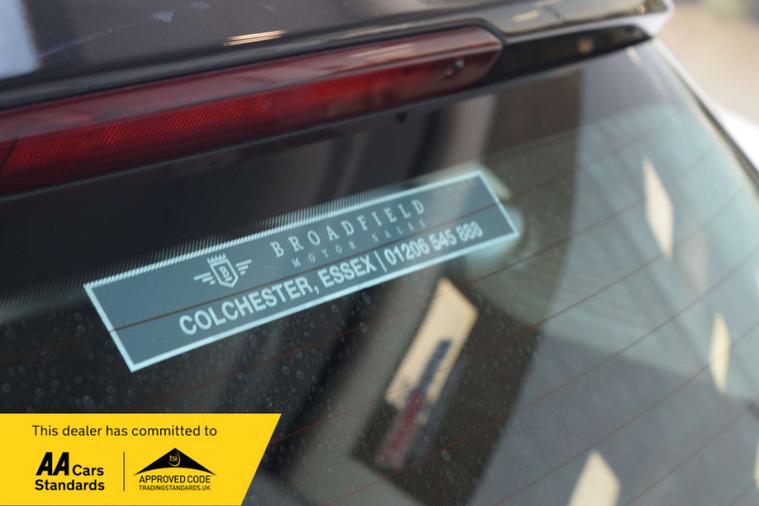 BROADFIELD
MOTOR SALES
B
COLCHESTER, ESSEX | 01206 545 888
This dealer has committed to
AA Cars
Standards
tsi
APPROVED CODE
TRADINGSTANDARDS.UK